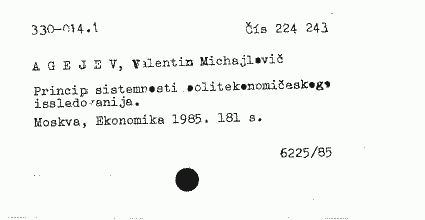 330-014.1 Čís 224 243
A G E J E V, Valentin Michajlovič
Princip sistemnosti politekonomičeskogo
issledovanija.
Moskva, Ekonomika 1985. 181 s.
6225/85